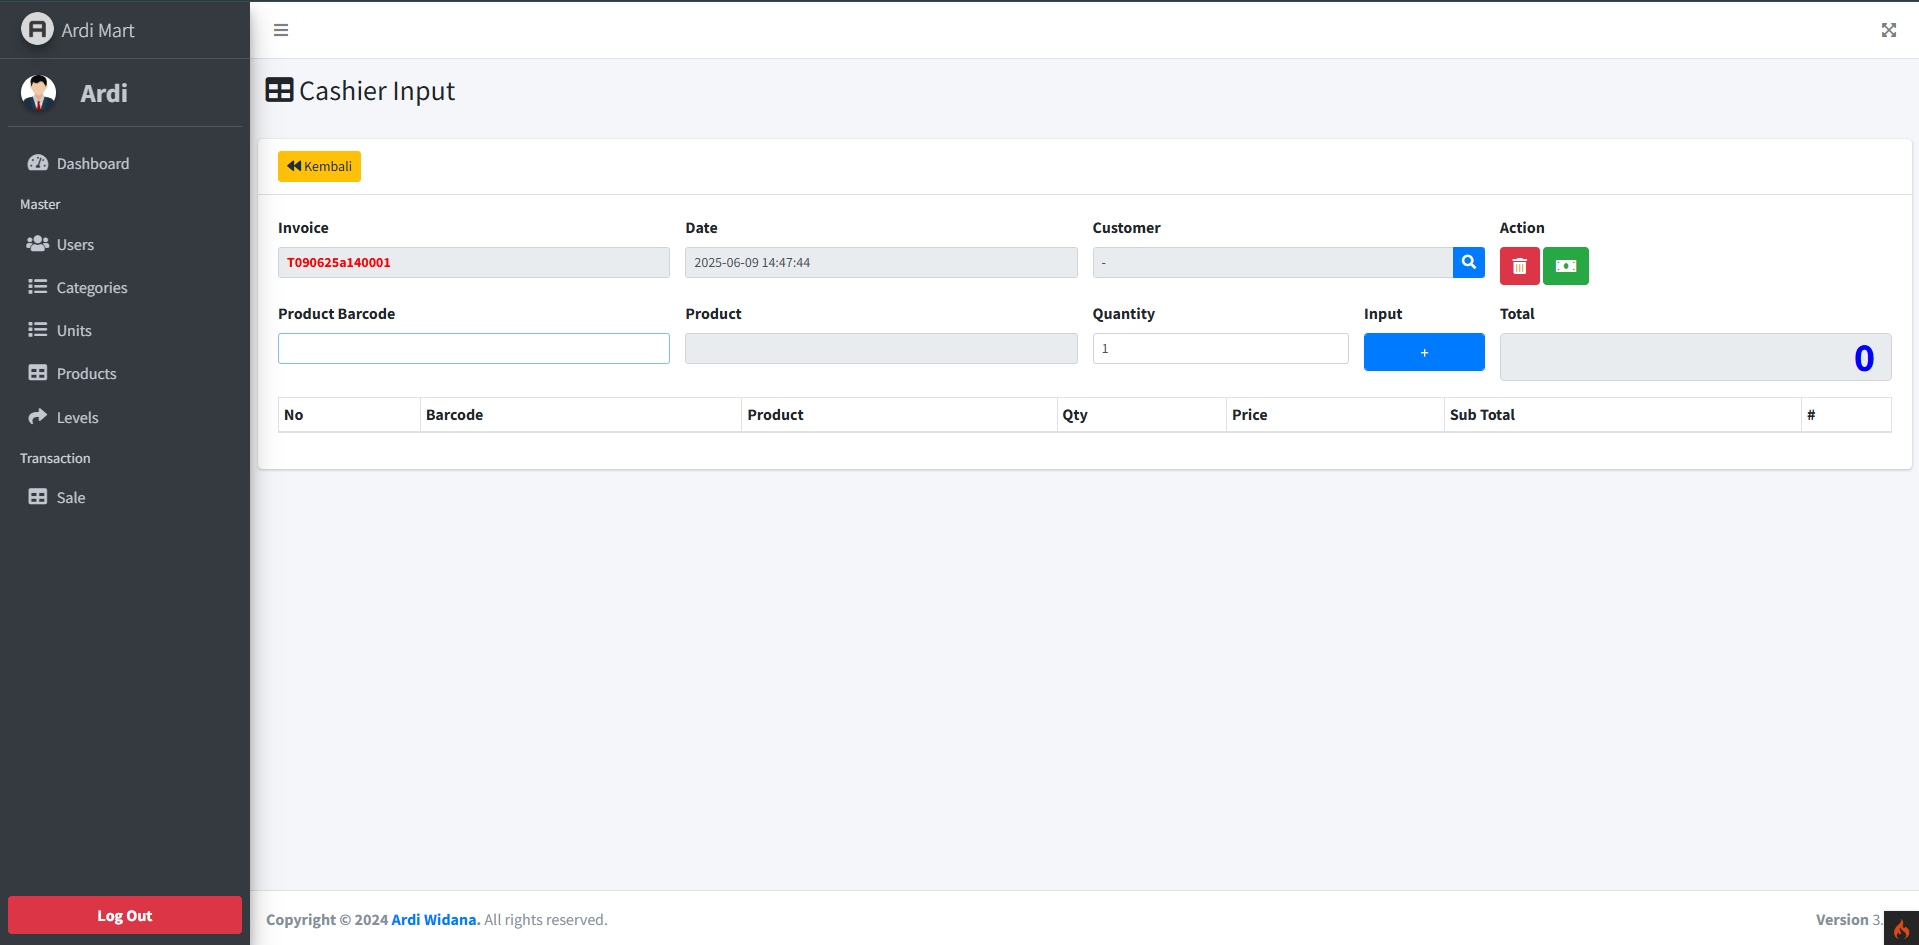 Ardi Mart
Ardi
Dashboard
Master
Users
Categories
Units
Products
Levels
Transaction
Sale
Log Out
Cashier Input
Kembali
Invoice Date Customer Action
T090625a140001 2025-06-09 14:47:44 -
Product Barcode Product Quantity Input Total
1 + 0
No Barcode Product Qty Price Sub Total #
Copyright © 2024 Ardi Widana. All rights reserved. Version 3.